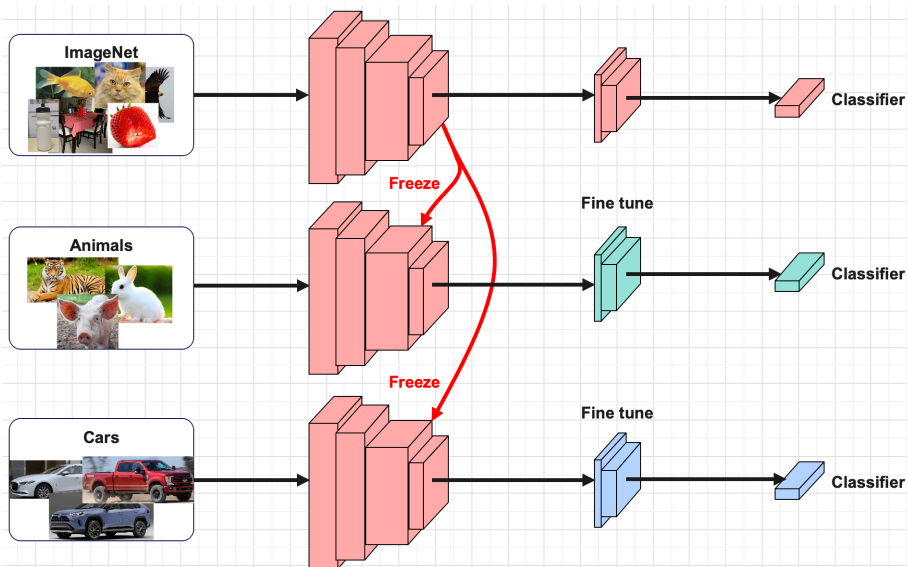 ImageNet
Classifier
Freeze
Fine tune
Animals
Classifier
Freeze
Fine tune
Cars
Classifier